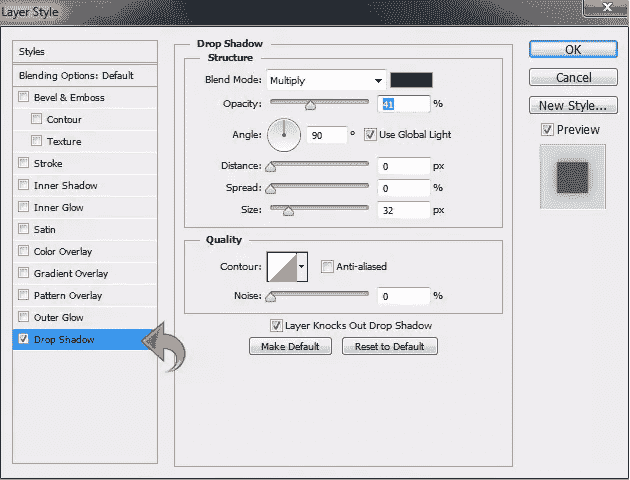 Layer Style
x
Styles
Blending Options: Default
Bevel & Emboss
Contour
Texture
Stroke
Inner Shadow
Inner Glow
Satin
Color Overlay
Gradient Overlay
Pattern Overlay
Outer Glow
Drop Shadow
Drop Shadow
Structure
Blend Mode: Multiply
Opacity: 41 %
Angle: 90 ° Use Global Light
Distance: 0 px
Spread: 0 %
Size: 32 px
Quality
Contour: Anti-aliased
Noise: 0 %
Layer Knocks Out Drop Shadow
Make Default Reset to Default
OK
Cancel
New Style...
Preview